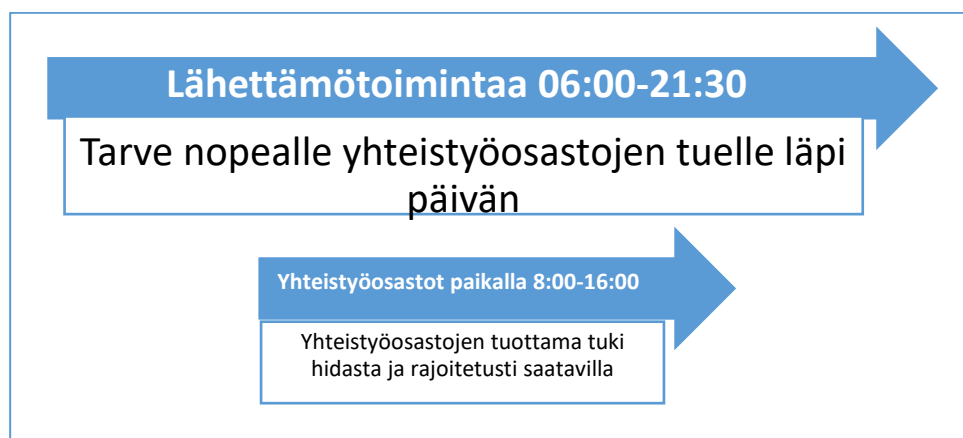 Lähettämötoimintaa 06:00-21:30
Tarve nopealle yhteistyöosastojen tuelle läpi
päivän
Yhteistyöosastot paikalla 8:00-16:00
Yhteistyöosastojen tuottama tuki
hidasta ja rajoitetusti saatavilla